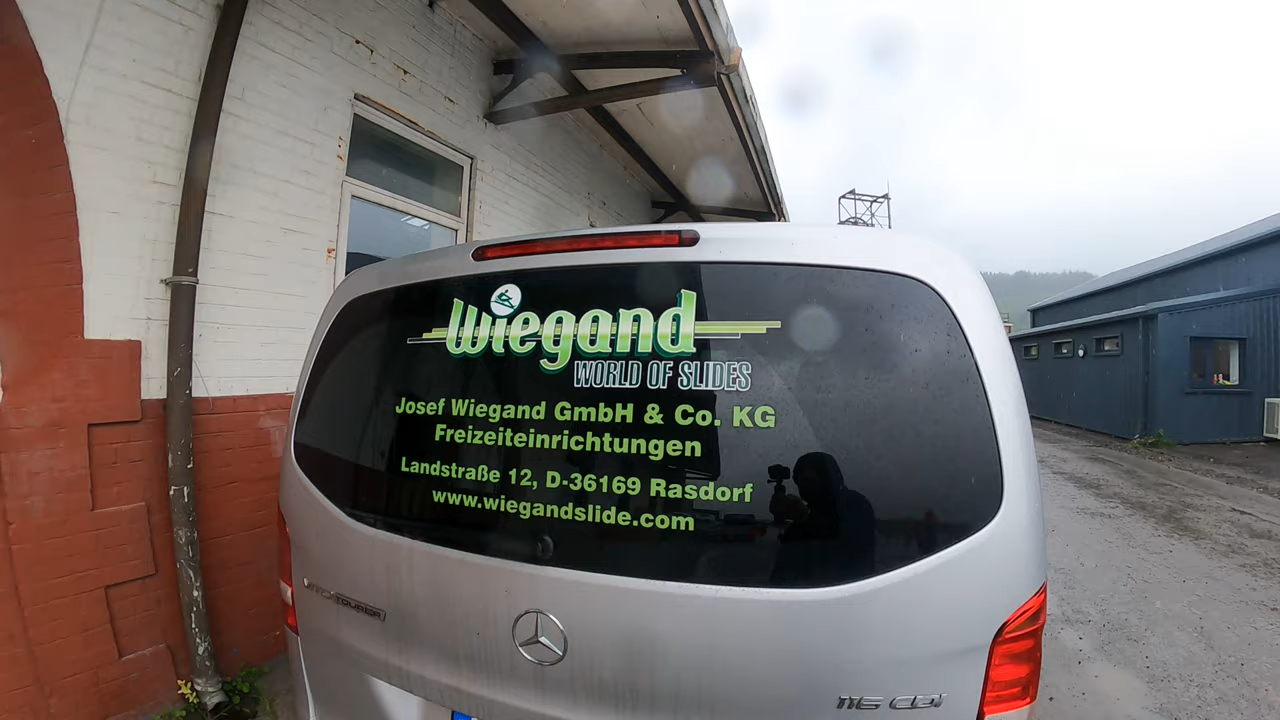 Wiegand
WORLD OF SLIDES
Josef Wiegand GmbH & Co. KG
Freizeiteinrichtungen
Landstraße 12, D-36169 Rasdorf
www.wiegandslide.com
VITO TOURER
116 CDI